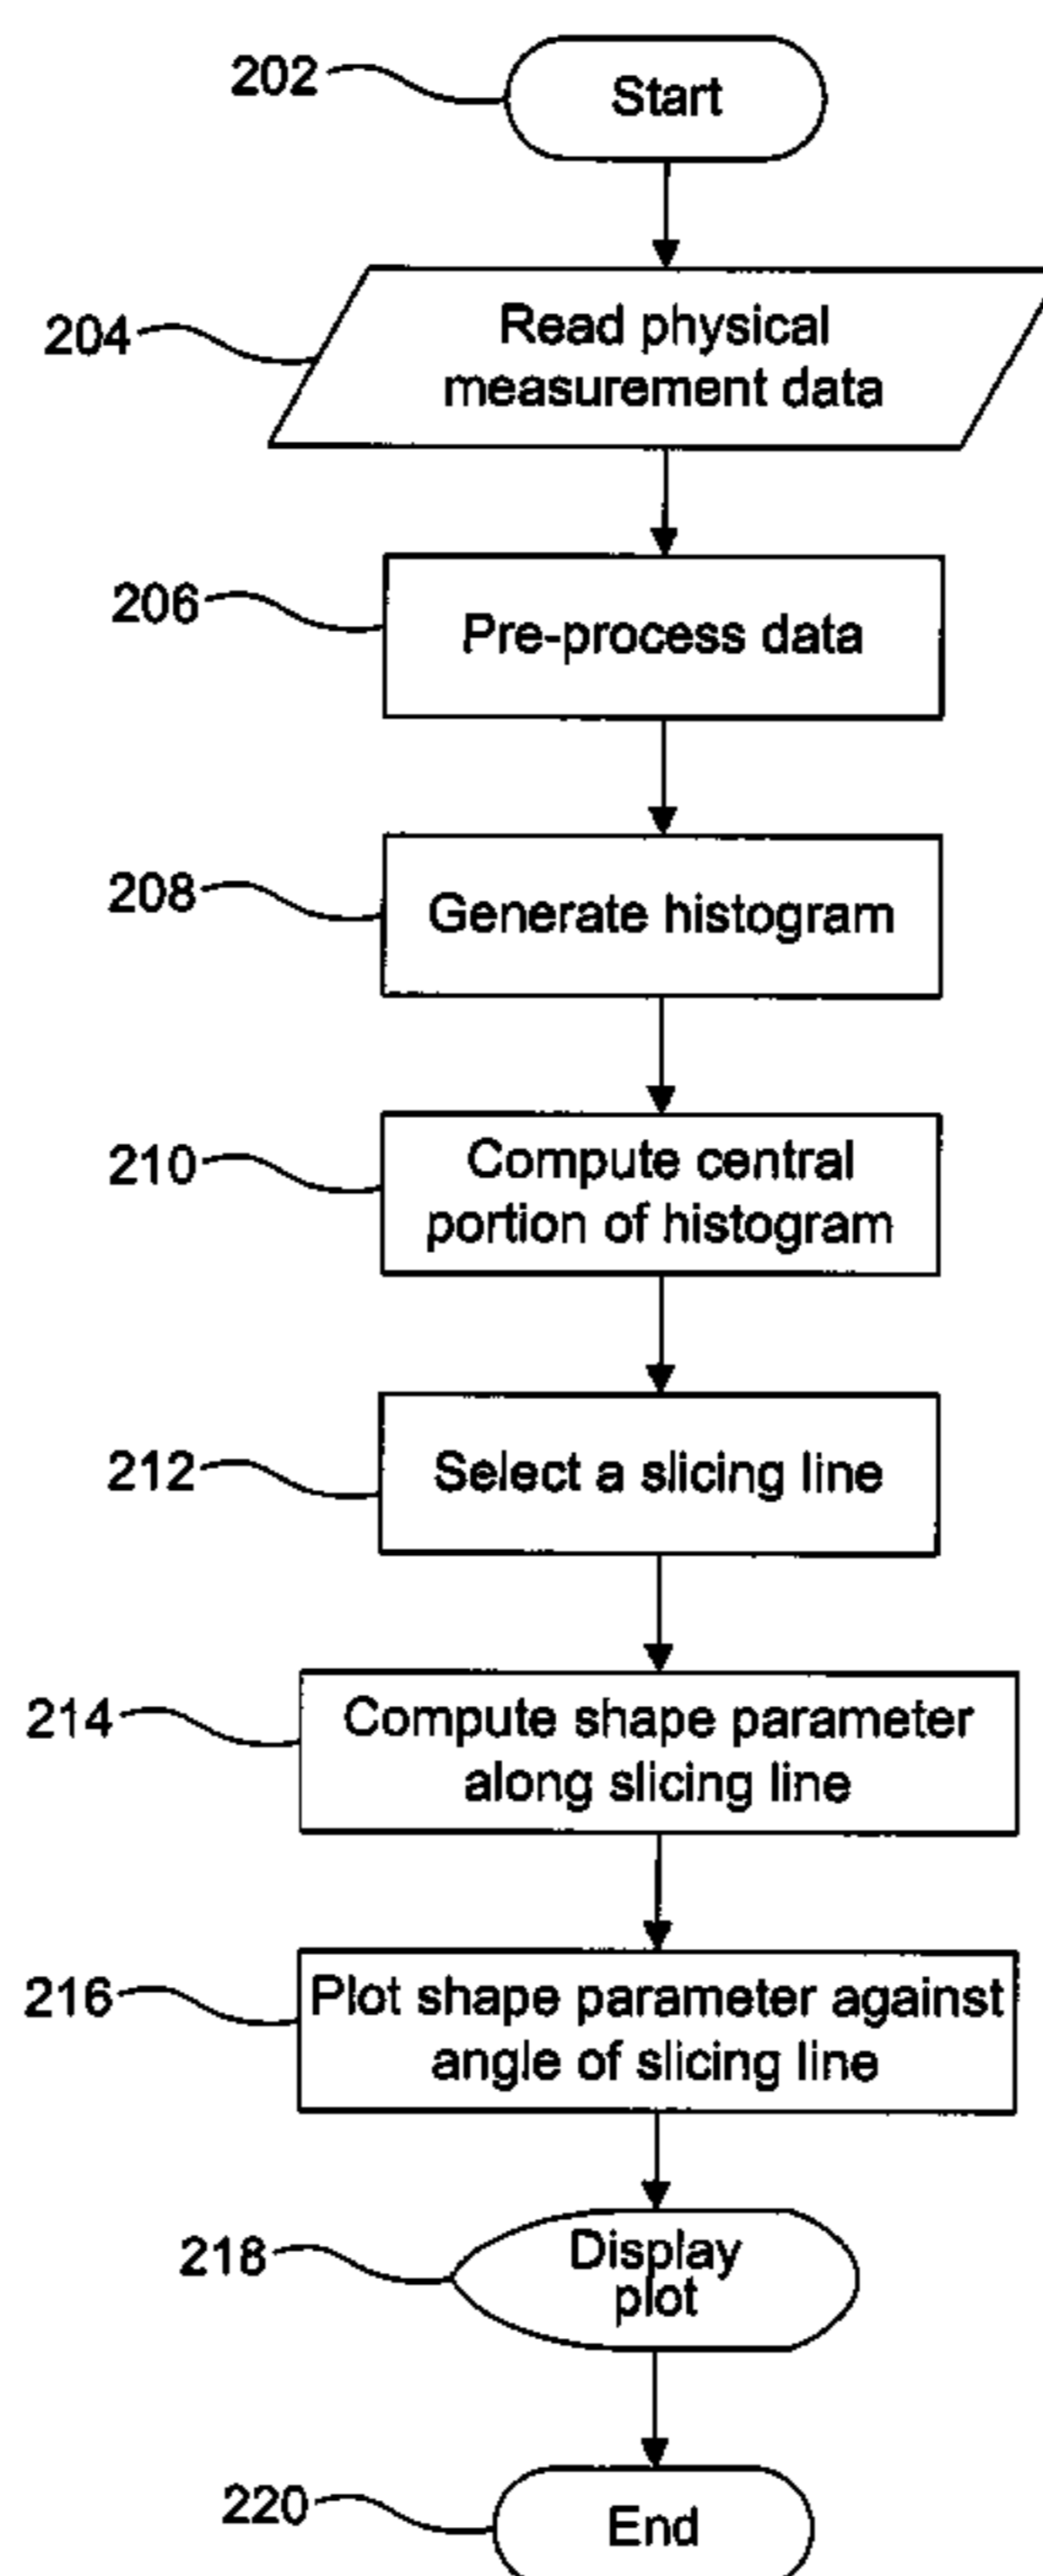 202
Start
204
Read physical
measurement data
206
Pre-process data
208
Generate histogram
210
Compute central
portion of histogram
212
Select a slicing line
214
Compute shape parameter
along slicing line
216
Plot shape parameter against
angle of slicing line
218
Display
plot
220
End